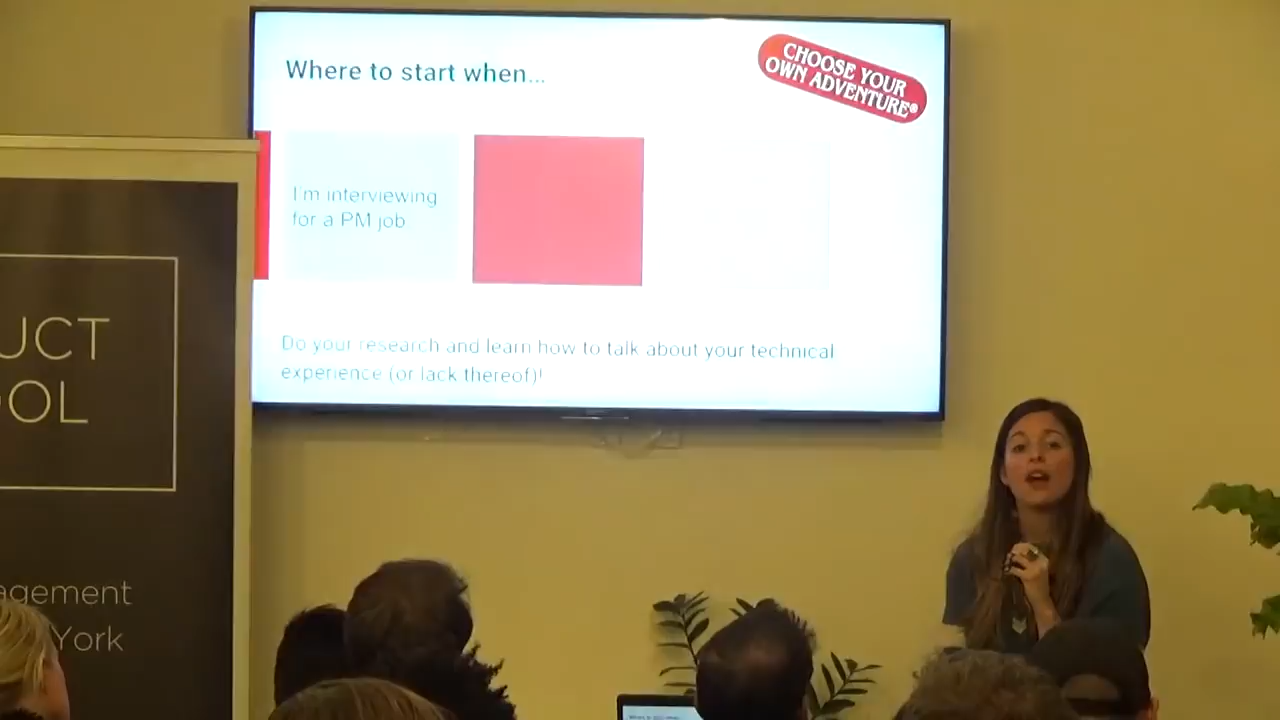 Where to start when...
CHOOSE YOUR
OWN ADVENTURE®
I'm interviewing
for a PM job
Do your research and learn how to talk about your technical
experience (or lack thereof)!
UCT
OOL
agement
York